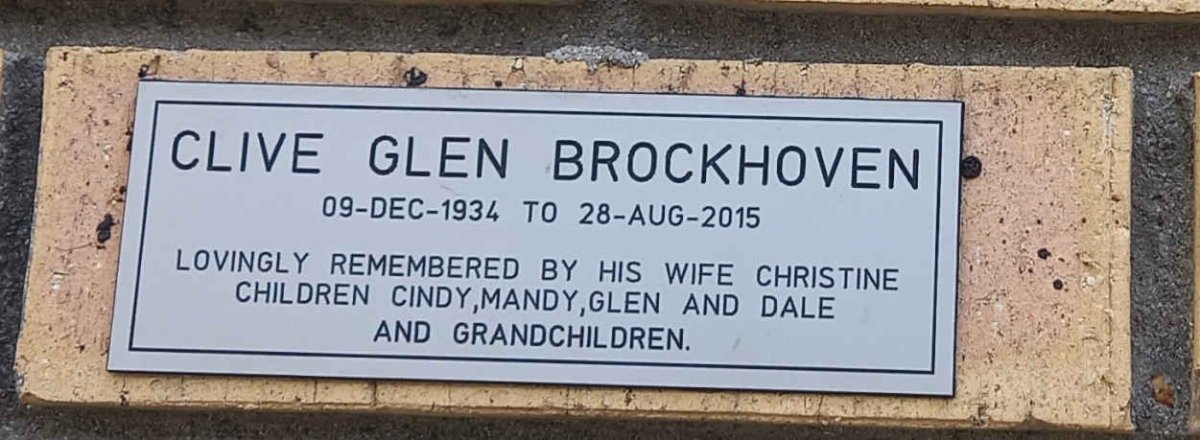 CLIVE GLEN BROCKHOVEN
09-DEC-1934 TO 28-AUG-2015
LOVINGLY REMEMBERED BY HIS WIFE CHRISTINE
CHILDREN CINDY,MANDY,GLEN AND DALE
AND GRANDCHILDREN.